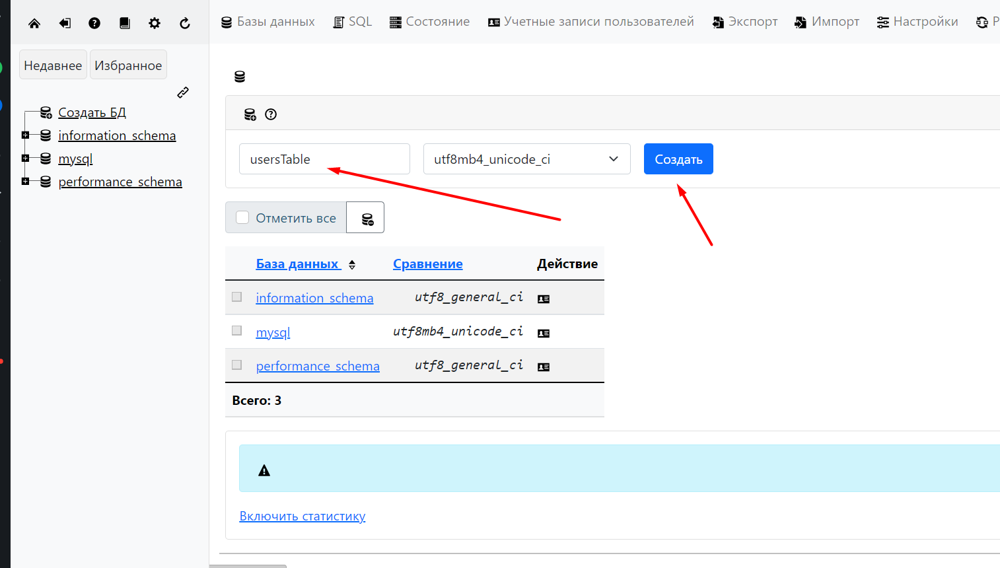 Базы данных SQL Состояние Учетные записи пользователей Экспорт Импорт Настройки
Недавнее Избранное
Создать БД
information_schema
mysql
performance_schema
usersTable utf8mb4_unicode_ci Создать
Отметить все
База данных Сравнение Действие
information_schema utf8_general_ci
mysql utf8mb4_unicode_ci
performance_schema utf8_general_ci
Всего: 3
Включить статистику